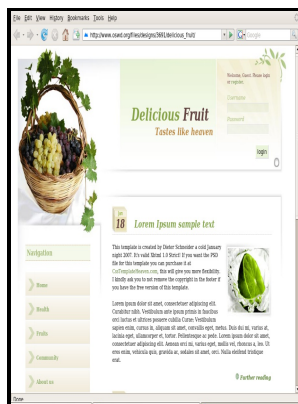 File Edit View History Bookmarks Tools Help
http://www.oswd.org/files/designs/3691/delicious_fruit/
Google
Welcome, Guest. Please login
or register.
Username
Password
login
Delicious Fruit
Tastes like heaven
18
Lorem Ipsum sample text
Navigation
Home
Health
Fruits
Community
About us
This template is created by Dieter Schneider a cold January
night 2007. It's valid Xhtml 1.0 Strict! If you want the PSD
file for this template you can purchase it at
CssTemplateHeaven.com, this will give you more flexibility.
I kindly ask you to not remove the copyright in the footer if
you have the free version of this template.
Lorem ipsum dolor sit amet, consectetuer adipiscing elit.
Curabitur nibh. Vestibulum ante ipsum primis in faucibus
orci luctus et ultrices posuere cubilia Curae; Vestibulum
sapien enim, cursus in, aliquam sit amet, convallis eget, metus. Duis dui mi, varius at,
lacinia eget, ullamcorper et, tortor. Pellentesque ac pede. Lorem ipsum dolor sit amet,
consectetuer adipiscing elit. Vestibulum orci nunc, varius eget, mollis vel, rhoncus a, leo. Ut
eros enim, vehicula quis, gravida ac, sodales sit amet, orci. Nulla eleifend tristique
erat.
Further reading
Done